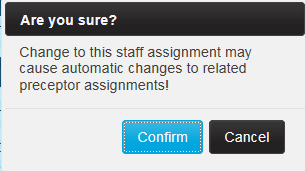 Are you sure?
Change to this staff assignment may
cause automatic changes to related
preceptor assignments!
Confirm Cancel